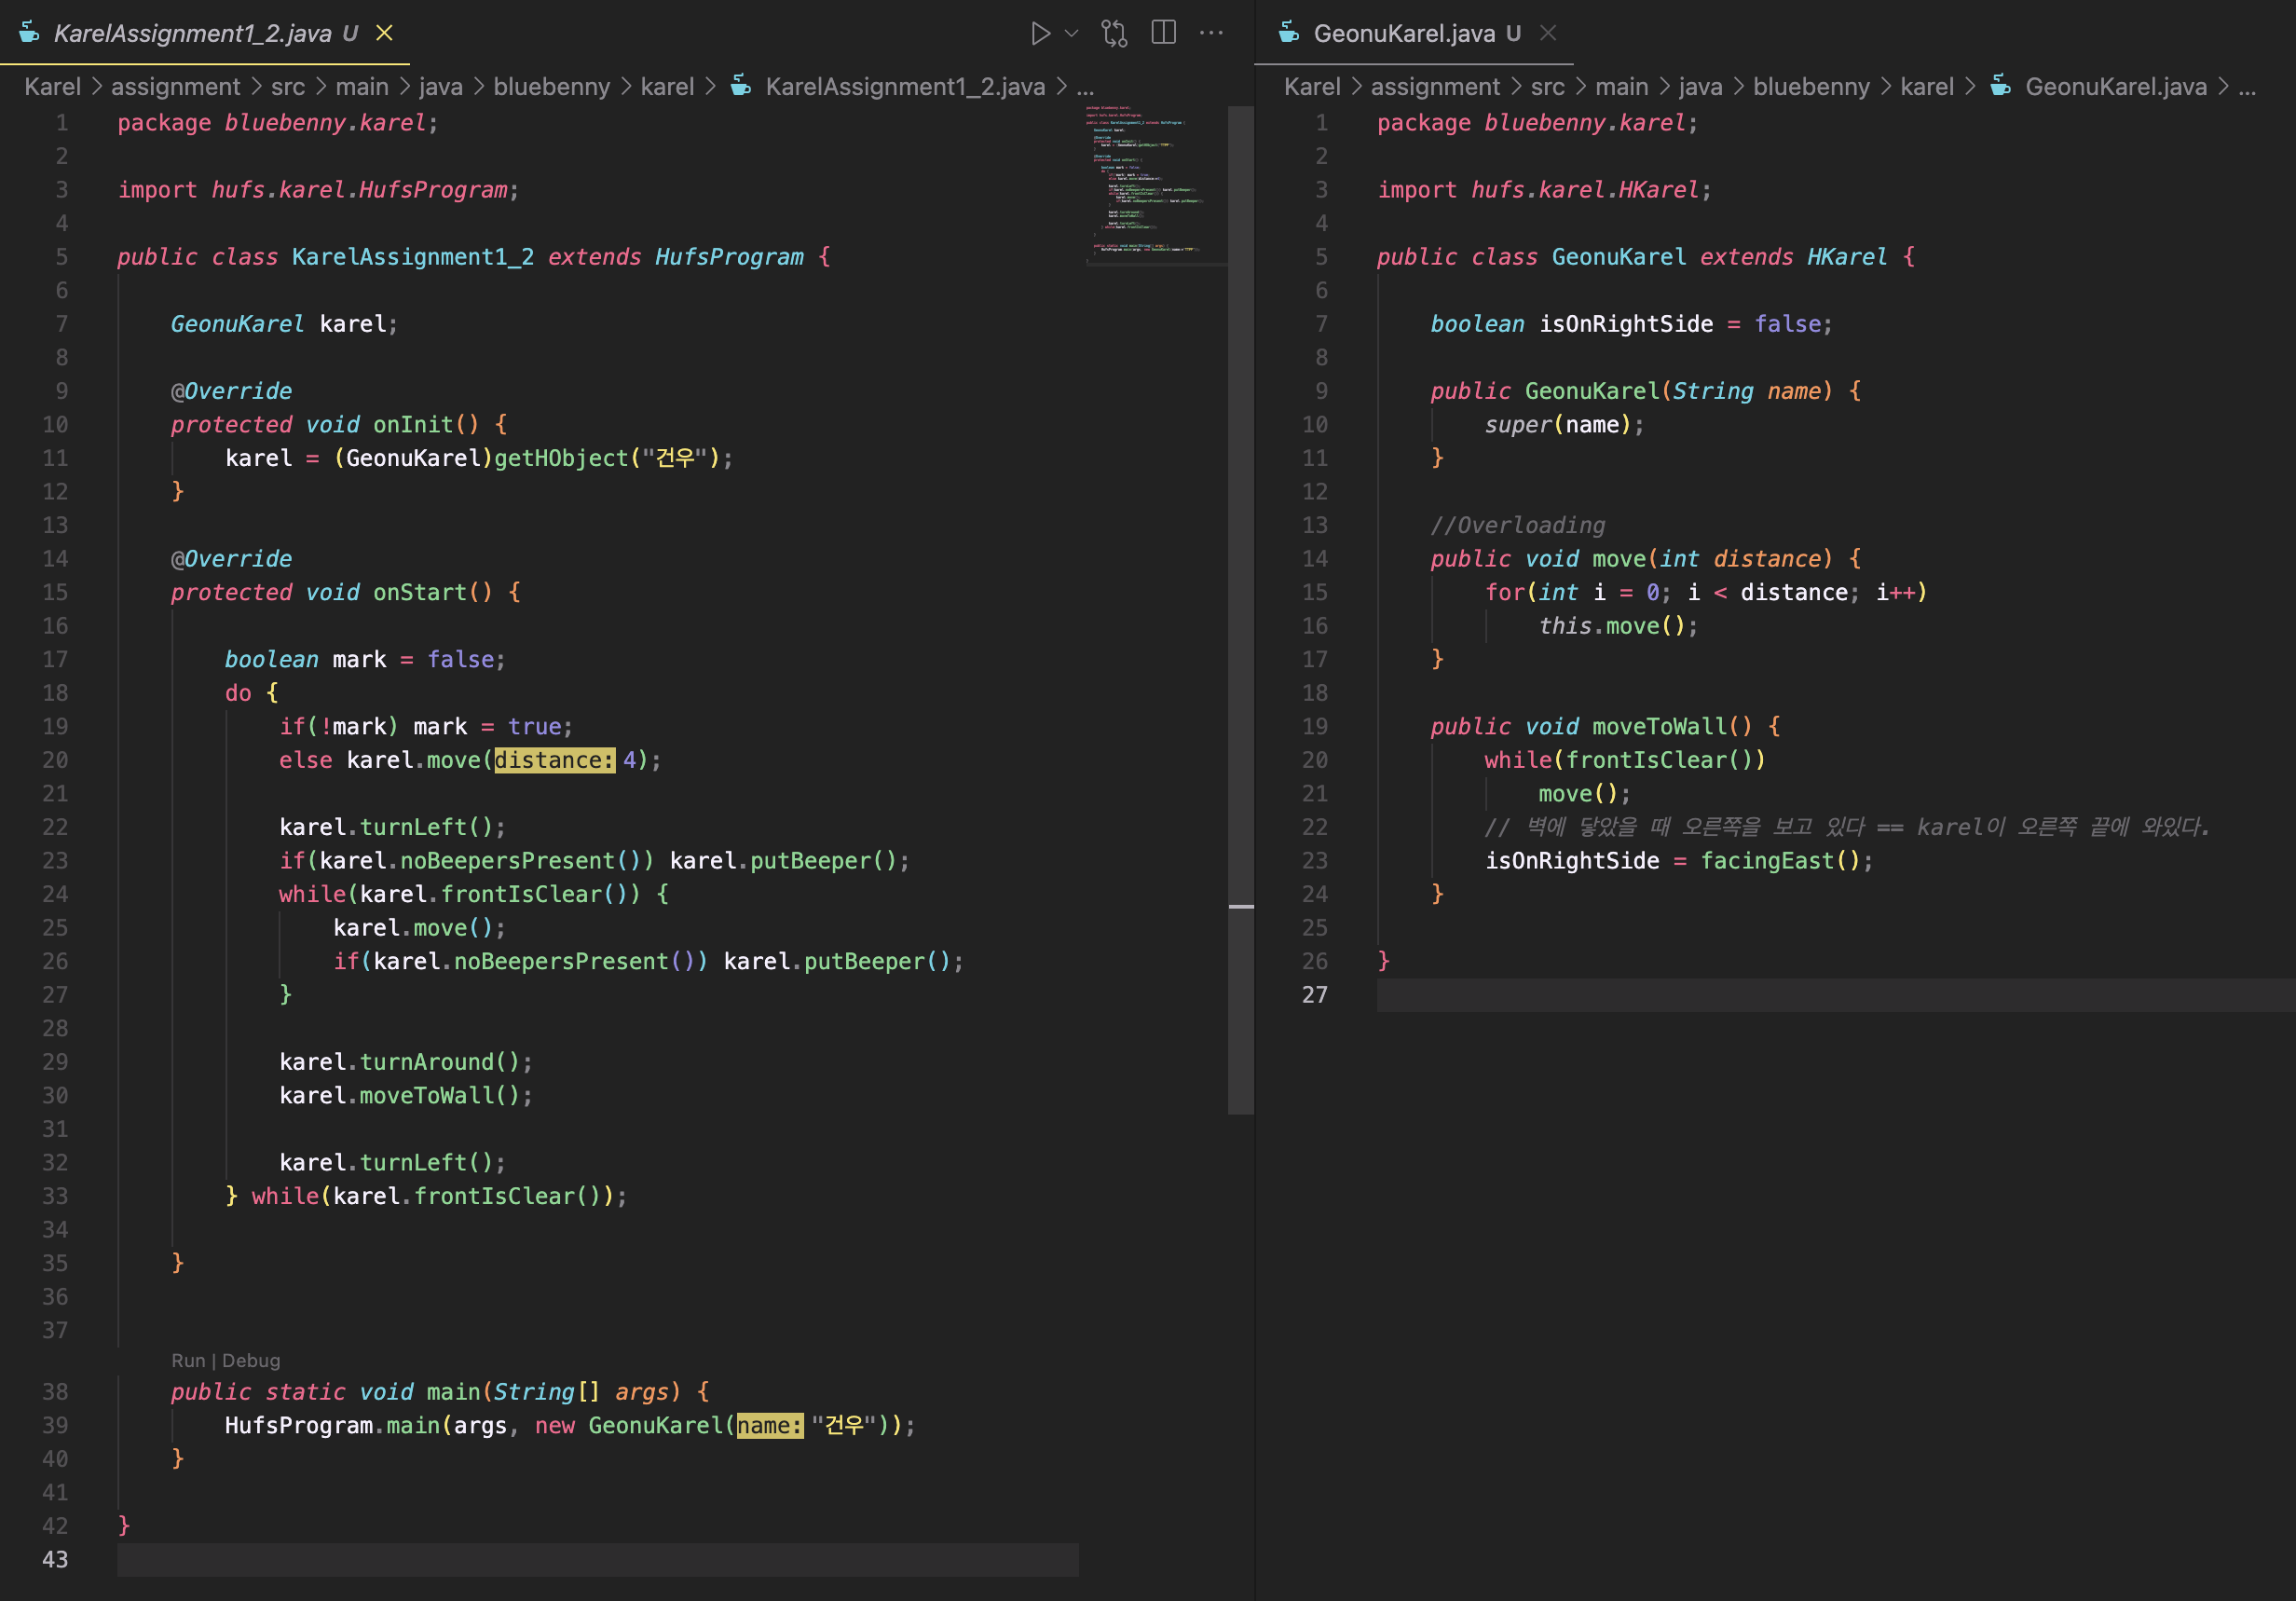 KarelAssignment1_2.java U
Karel > assignment > src > main > java > bluebenny > karel > KarelAssignment1_2.java > ...
1 package bluebenny.karel;
2
3 import hufs.karel.HufsProgram;
4
5 public class KarelAssignment1_2 extends HufsProgram {
6
7 GeonuKarel karel;
8
9 @Override
10 protected void onInit() {
11 karel = (GeonuKarel)getHObject("건우");
12 }
13
14 @Override
15 protected void onStart() {
16
17 boolean mark = false;
18 do {
19 if(!mark) mark = true;
20 else karel.move(distance: 4);
21
22 karel.turnLeft();
23 if(karel.noBeepersPresent()) karel.putBeeper();
24 while(karel.frontIsClear()) {
25 karel.move();
26 if(karel.noBeepersPresent()) karel.putBeeper();
27 }
28
29 karel.turnAround();
30 karel.moveToWall();
31
32 karel.turnLeft();
33 } while(karel.frontIsClear());
34
35 }
36
37
Run | Debug
38 public static void main(String[] args) {
39 HufsProgram.main(args, new GeonuKarel(name: "건우"));
40 }
41
42 }
43
GeonuKarel.java U
Karel > assignment > src > main > java > bluebenny > karel > GeonuKarel.java > ...
1 package bluebenny.karel;
2
3 import hufs.karel.HKarel;
4
5 public class GeonuKarel extends HKarel {
6
7 boolean isOnRightSide = false;
8
9 public GeonuKarel(String name) {
10 super(name);
11 }
12
13 //Overloading
14 public void move(int distance) {
15 for(int i = 0; i < distance; i++)
16 this.move();
17 }
18
19 public void moveToWall() {
20 while(frontIsClear())
21 move();
22 // 벽에 닿았을 때 오른쪽을 보고 있다 == karel이 오른쪽 끝에 와있다.
23 isOnRightSide = facingEast();
24 }
25
26 }
27